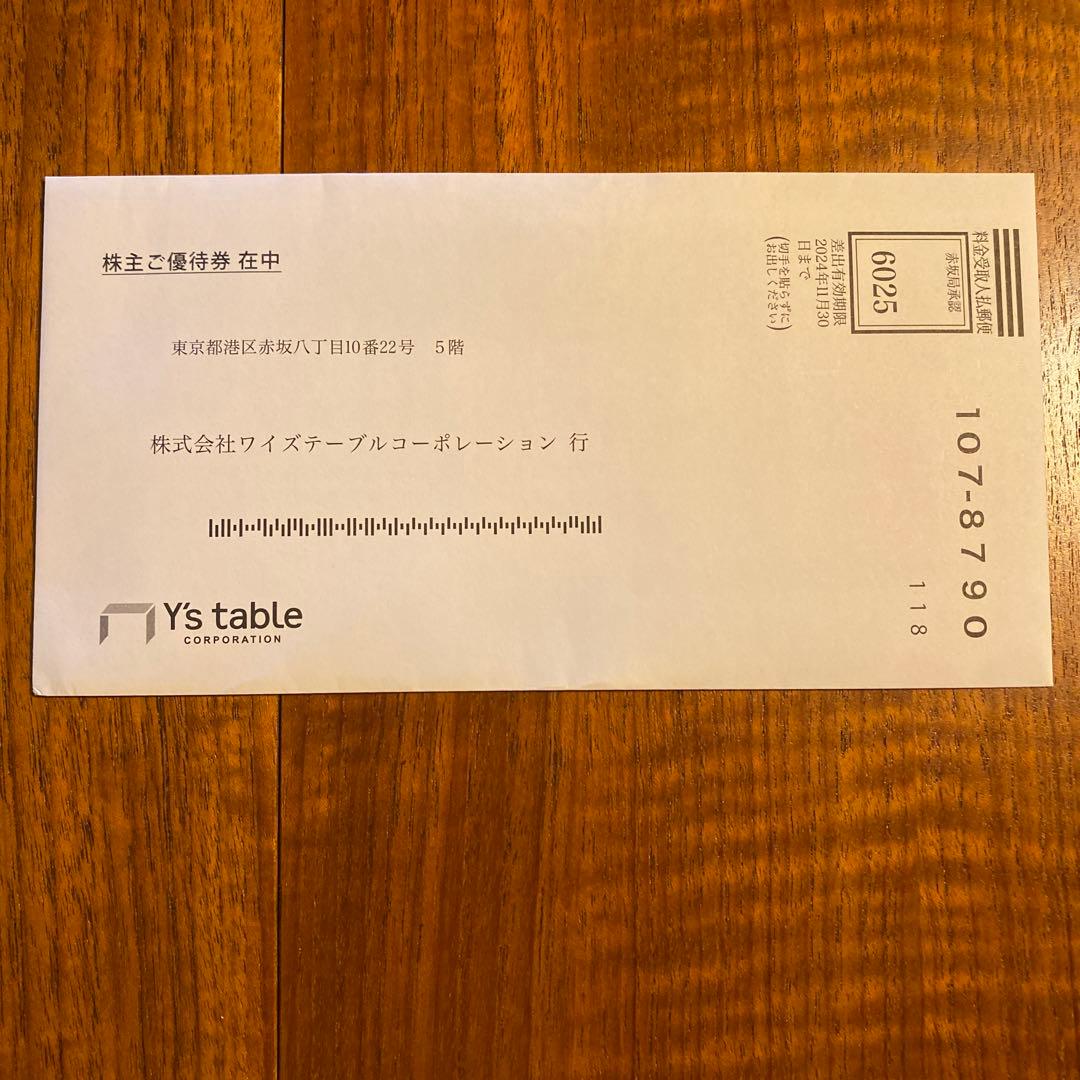 株主ご優待券 在中
東京都港区赤坂八丁目10番22号 5階
株式会社ワイズテーブルコーポレーション 行
Y's table
CORPORATION
料金受取人払郵便
赤坂局承認
6025
差出有効期限
2024年11月30
日まで
(切手を貼らずに
お出しください)
107-8790
118